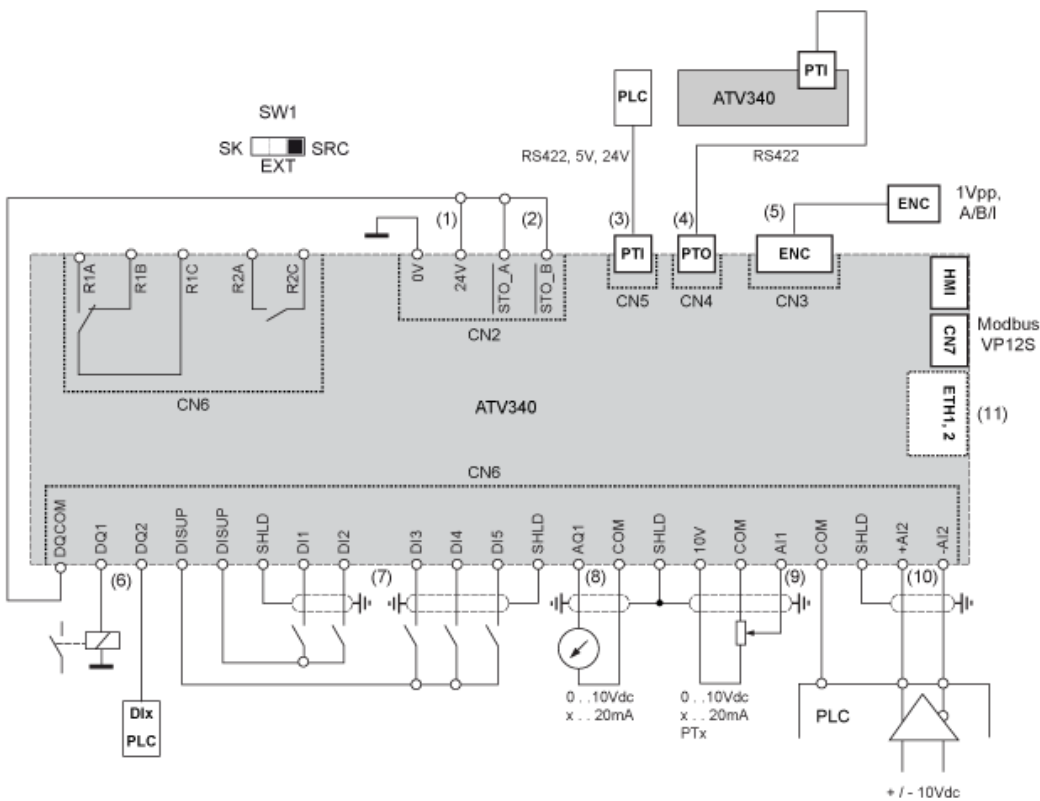 PTI
PLC
ATV340
SW1
SK
SRC
EXT
RS422, 5V, 24V
RS422
ENC
1Vpp,
A/B/I
(1)
(2)
(3)
(4)
(5)
R1A
R1B
R1C
R2A
R2C
0V
24V
STO_A
STO_B
PTI
PTO
ENC
HMI
CN2
CN5
CN4
CN3
CN7
Modbus
VP12S
CN6
ATV340
ETH1, 2
(11)
CN6
DQCOM
DQ1
DQ2
DISUP
DISUP
SHLD
DI1
DI2
DI3
DI4
DI5
SHLD
AQ1
COM
SHLD
10V
COM
AI1
COM
SHLD
+AI2
-AI2
(6)
(7)
(8)
(9)
(10)
0 . .10Vdc
x . . 20mA
0 . .10Vdc
x . . 20mA
PTx
DIx
PLC
PLC
+ / - 10Vdc